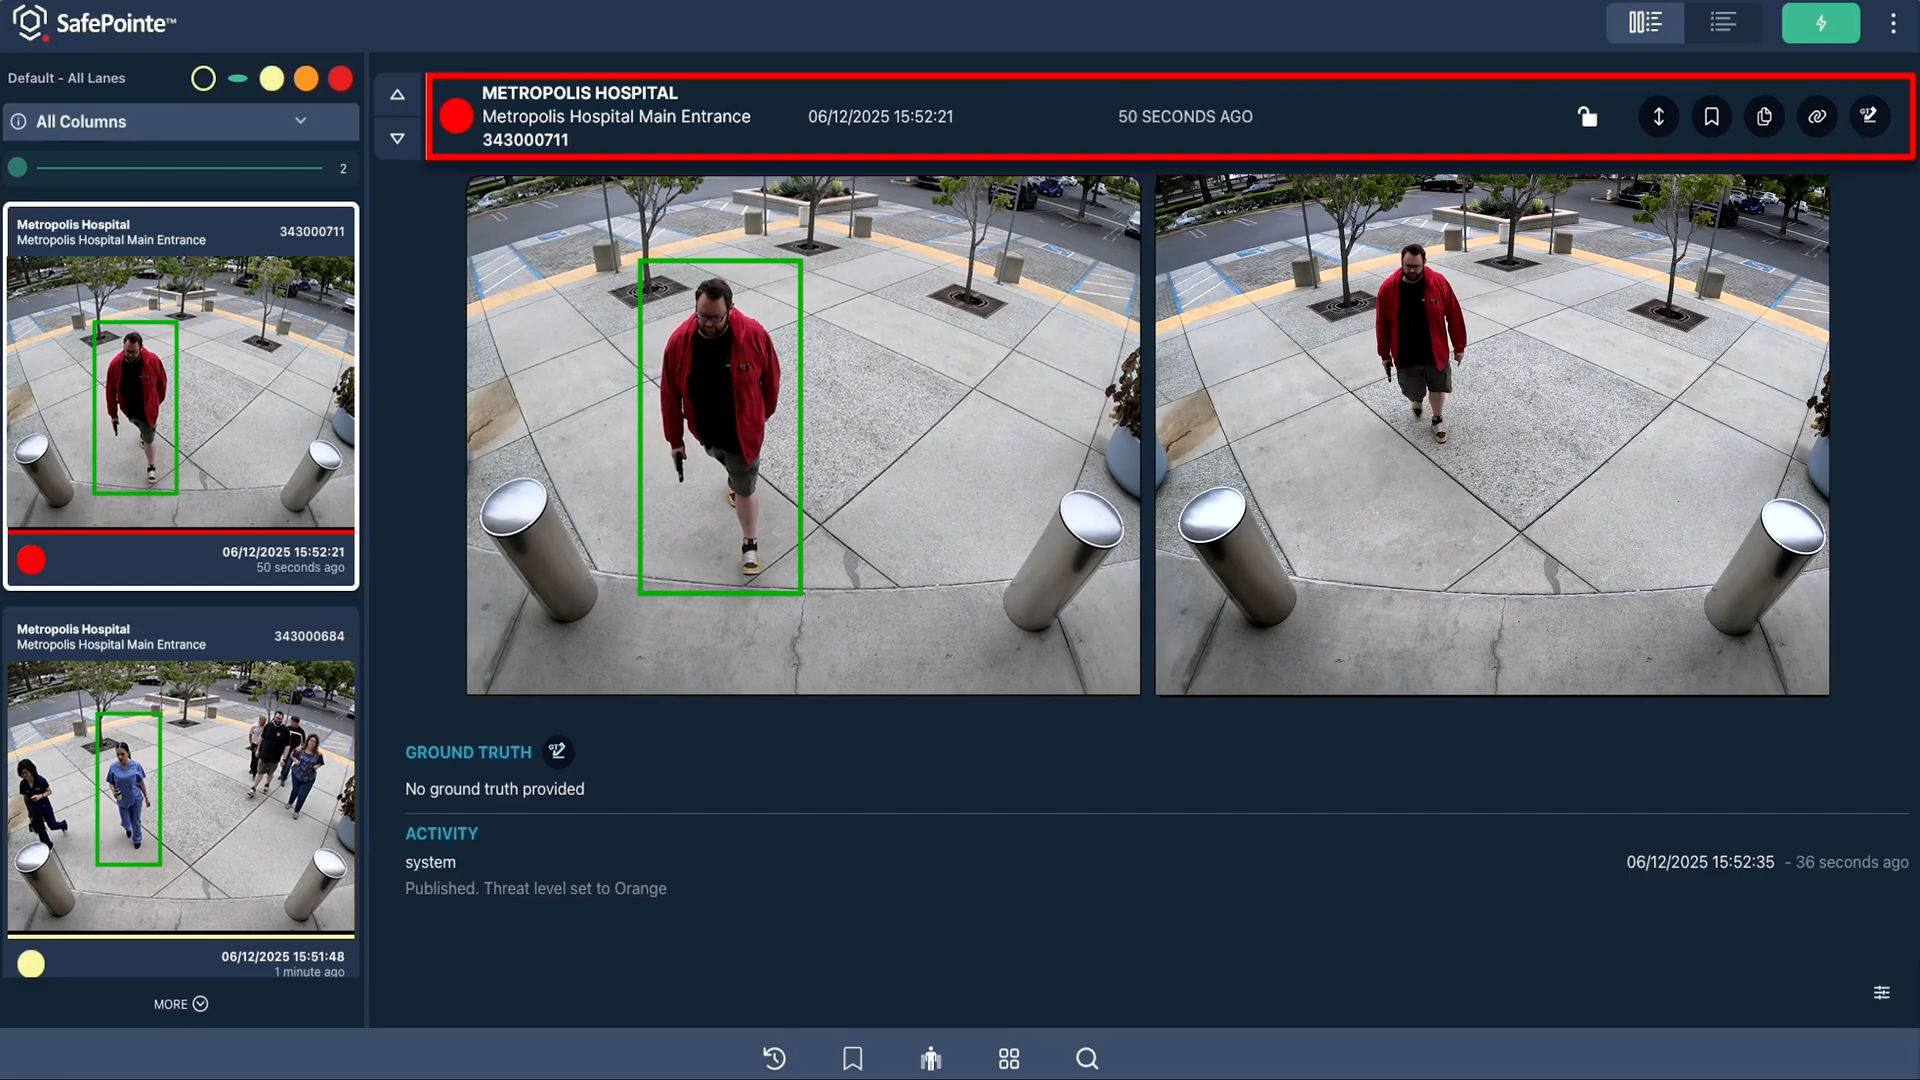 SafePointe™
Default - All Lanes
All Columns
2
Metropolis Hospital
Metropolis Hospital Main Entrance
343000711
06/12/2025 15:52:21
50 seconds ago
Metropolis Hospital
Metropolis Hospital Main Entrance
343000684
06/12/2025 15:51:48
1 minute ago
MORE
METROPOLIS HOSPITAL
Metropolis Hospital Main Entrance
343000711
06/12/2025 15:52:21
50 SECONDS AGO
GT
GROUND TRUTH
GT
No ground truth provided
ACTIVITY
system
06/12/2025 15:52:35 - 36 seconds ago
Published. Threat level set to Orange